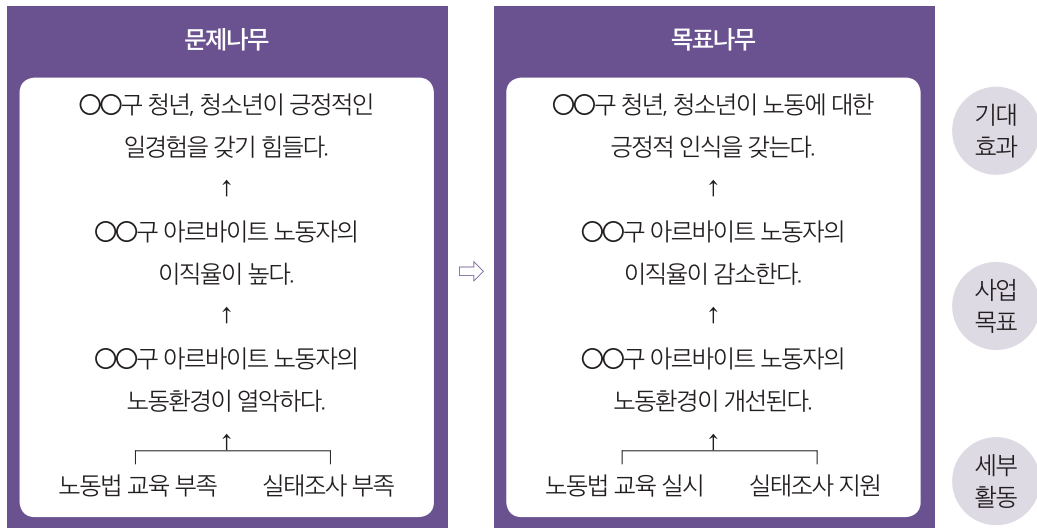 문제나무
○○구 청년, 청소년이 긍정적인
일경험을 갖기 힘들다.
↑
○○구 아르바이트 노동자의
이직율이 높다.
↑
○○구 아르바이트 노동자의
노동환경이 열악하다.
↑
노동법 교육 부족 실태조사 부족
⇨
목표나무
○○구 청년, 청소년이 노동에 대한
긍정적 인식을 갖는다.
↑
○○구 아르바이트 노동자의
이직율이 감소한다.
↑
○○구 아르바이트 노동자의
노동환경이 개선된다.
↑
노동법 교육 실시 실태조사 지원
기대
효과
사업
목표
세부
활동